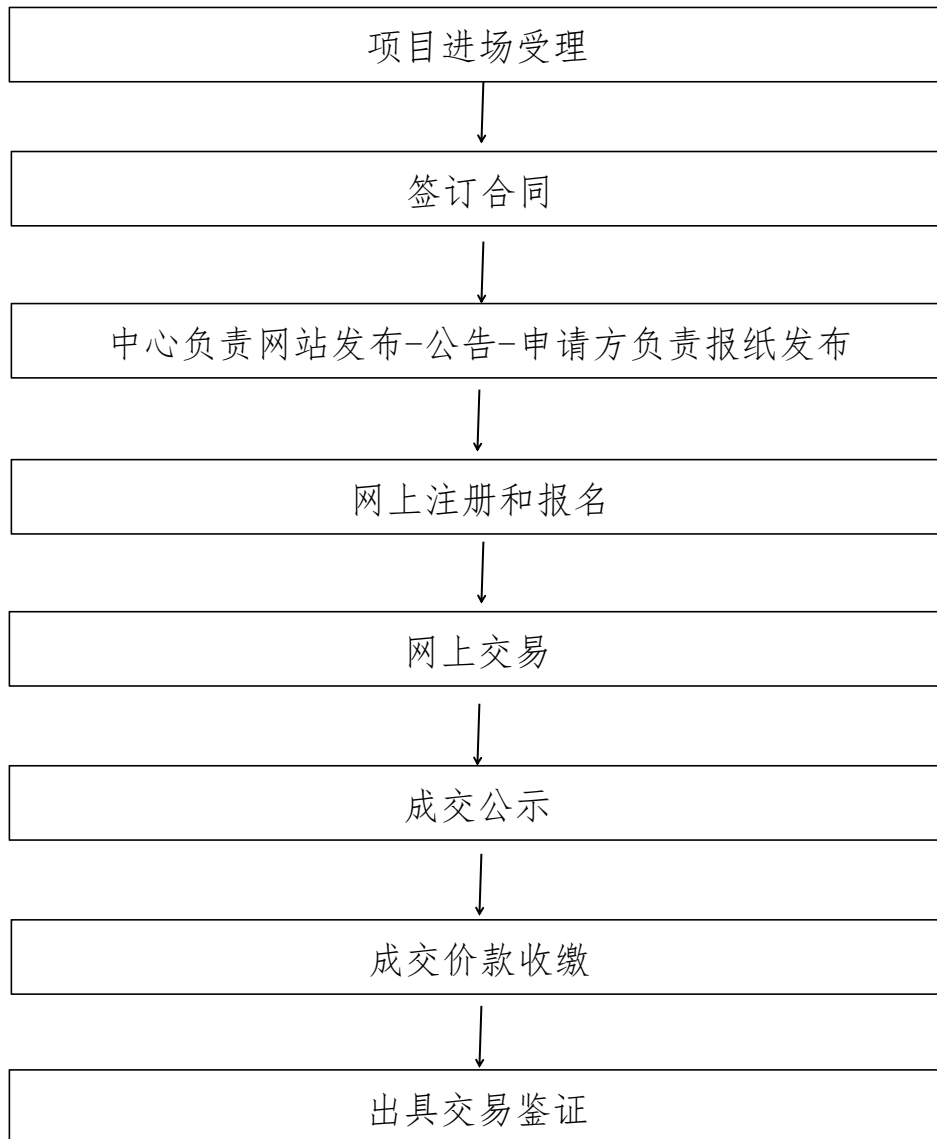 项目进场受理
签订合同
中心负责网站发布-公告-申请方负责报纸发布
网上注册和报名
网上交易
成交公示
成交价款收缴
出具交易鉴证